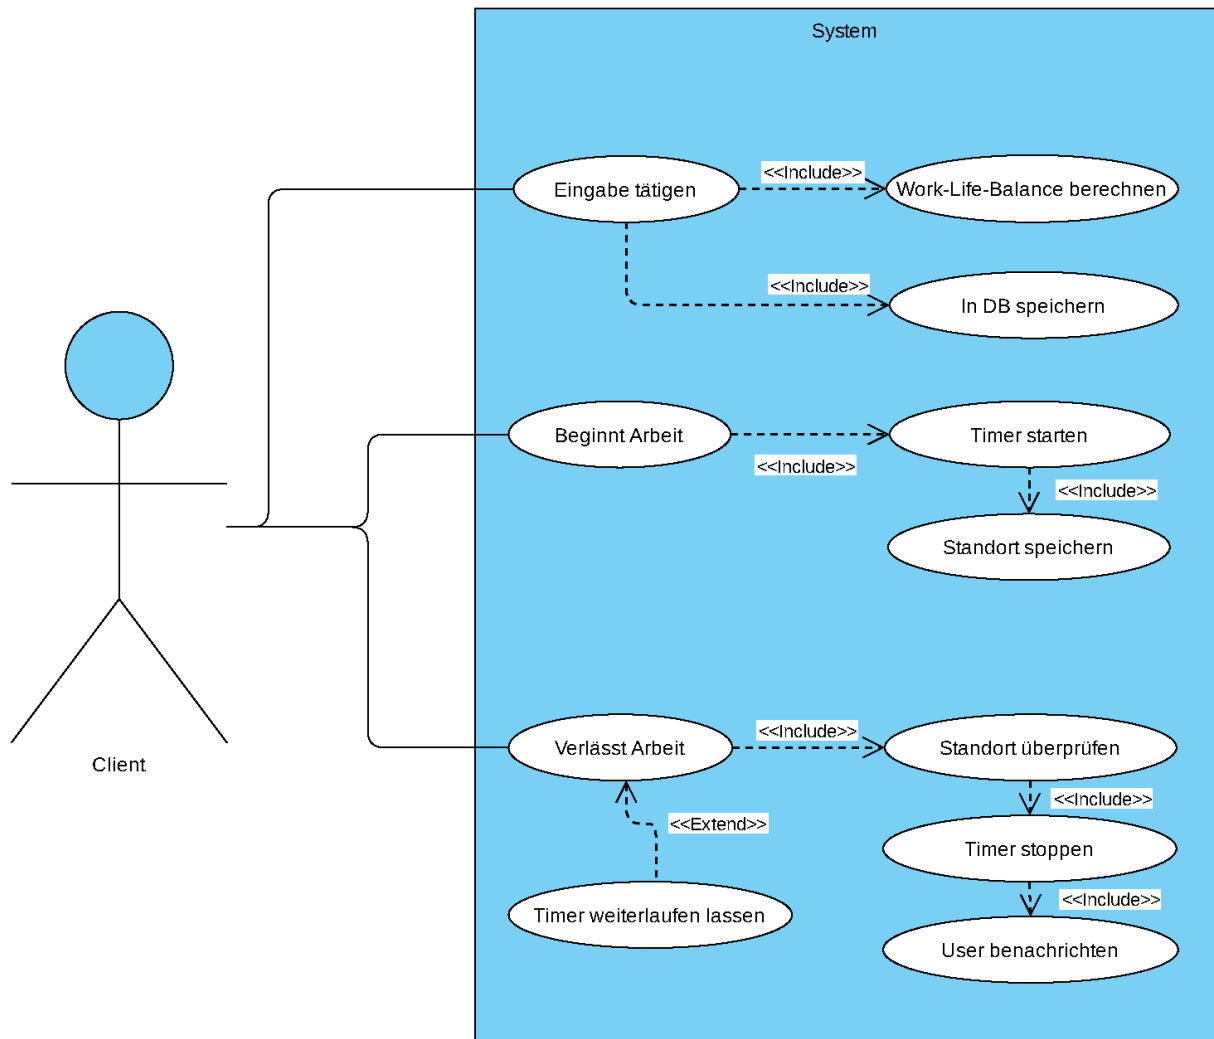 System
Eingabe tätigen
<<Include>>
Work-Life-Balance berechnen
<<Include>>
In DB speichern
Beginnt Arbeit
<<Include>>
Timer starten
<<Include>>
Standort speichern
Verlässt Arbeit
<<Include>>
Standort überprüfen
Client
<<Include>>
<<Extend>>
Timer stoppen
<<Include>>
Timer weiterlaufen lassen
User benachrichten